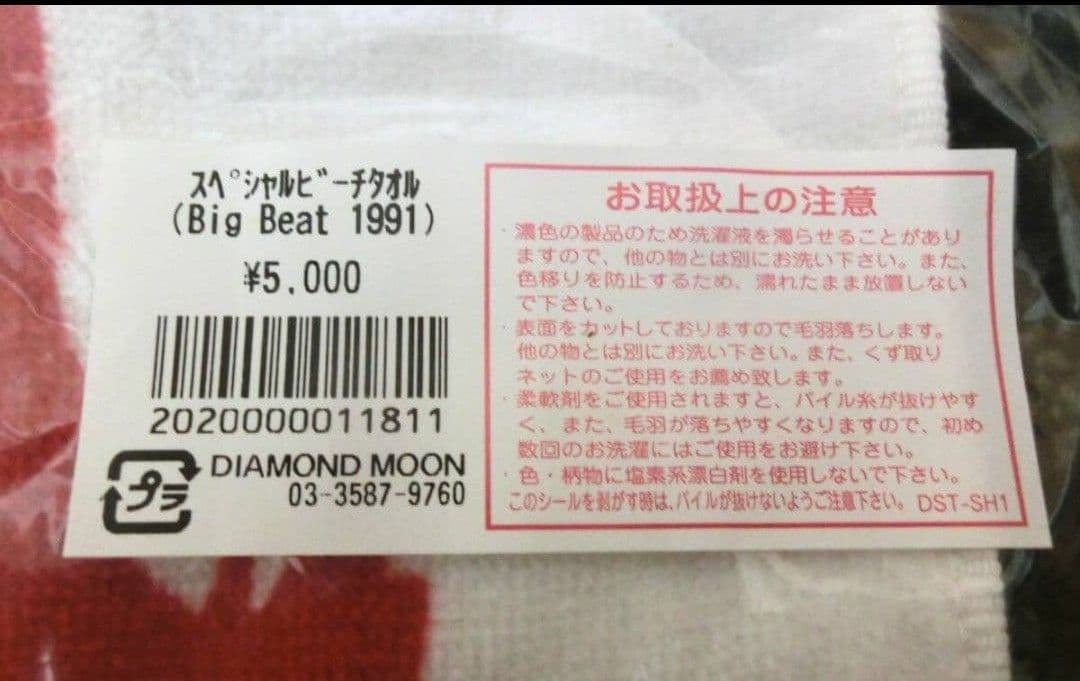 ｽﾍﾟｼｬﾙﾋﾞｰﾁﾀｵﾙ
(Big Beat 1991)
¥5,000
2020000011811
プラ
DIAMOND MOON
03-3587-9760
お取扱上の注意
・濃色の製品のため洗濯液を濁らせることがあり
ますので、他の物とは別にお洗い下さい。また、
色移りを防止するため、濡れたまま放置しない
で下さい。
・表面をカットしておりますので毛羽落ちします。
他の物とは別にお洗い下さい。また、くず取り
ネットのご使用をお薦め致します。
・柔軟剤をご使用されますと、パイル糸が抜けやす
く、また、毛羽が落ちやすくなりますので、初め
数回のお洗濯にはご使用をお避け下さい。
・色・柄物に塩素系漂白剤を使用しないで下さい。
このシールを剥がす時は、パイルが抜けないようご注意下さい。 DST-SH1